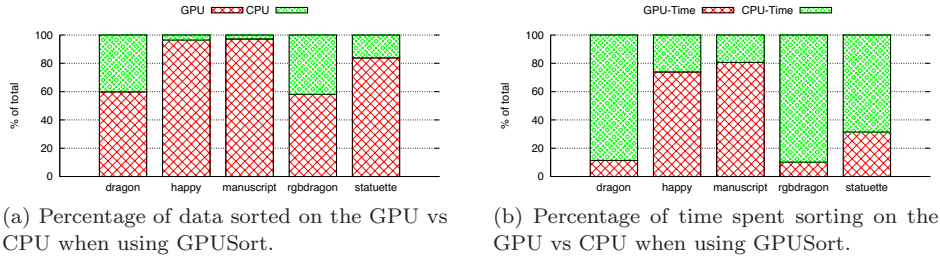 GPU CPU
100
80
60
40
20
0
% of total
dragon happy manuscript rgbdragon statuette
(a) Percentage of data sorted on the GPU vs
CPU when using GPUSort.
GPU-Time CPU-Time
100
80
60
40
20
0
% of total
dragon happy manuscript rgbdragon statuette
(b) Percentage of time spent sorting on the
GPU vs CPU when using GPUSort.